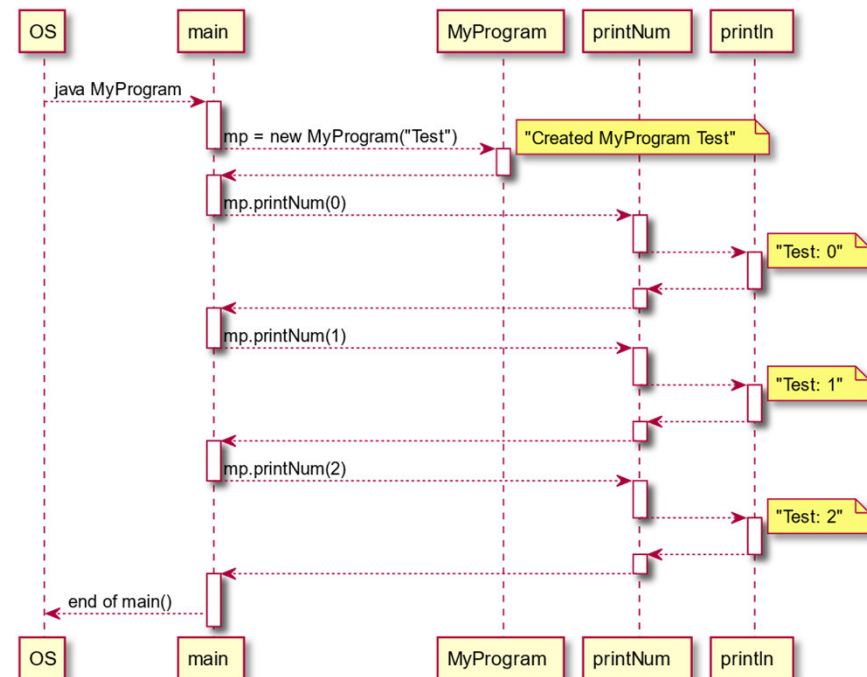 OS
main
MyProgram
printNum
println
java MyProgram
mp = new MyProgram("Test")
"Created MyProgram Test"
mp.printNum(0)
"Test: 0"
mp.printNum(1)
"Test: 1"
mp.printNum(2)
"Test: 2"
end of main()
OS
main
MyProgram
printNum
println